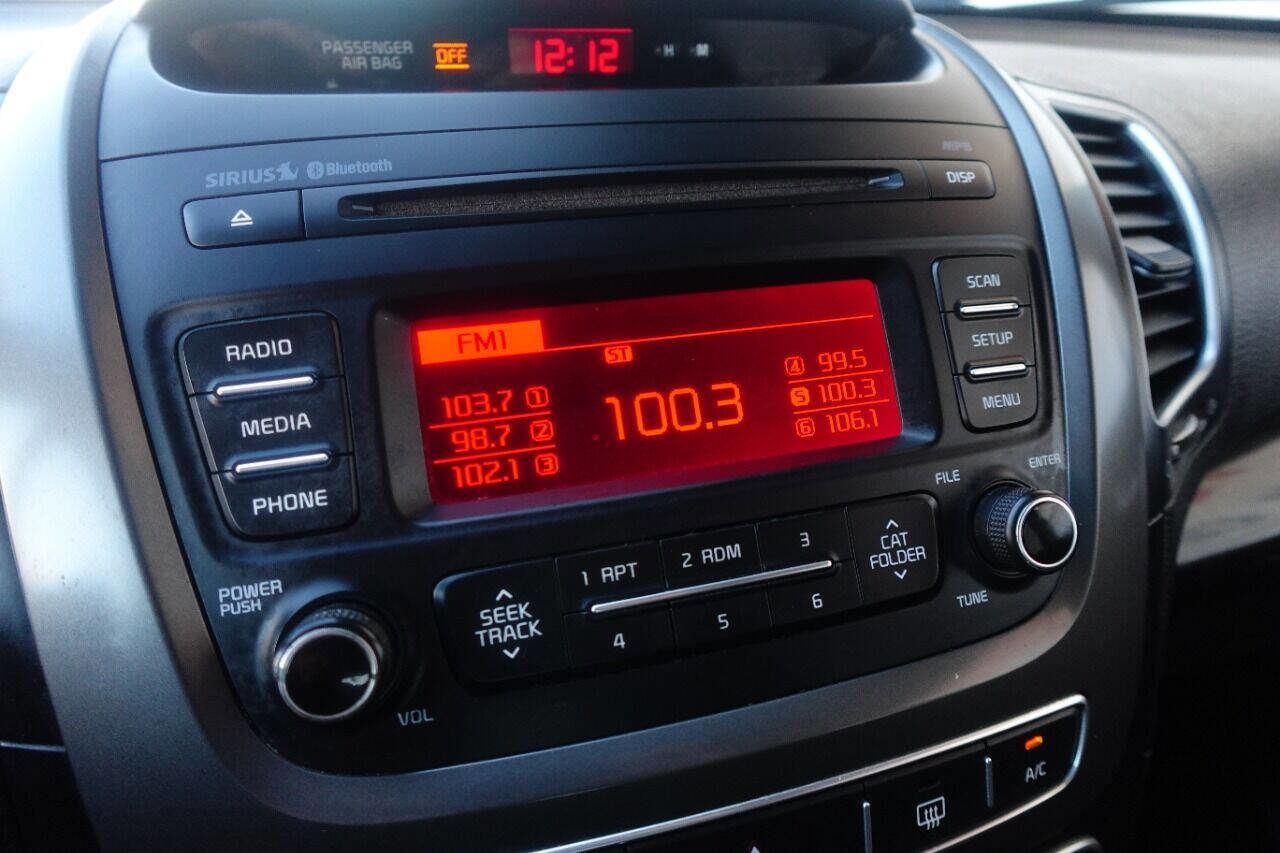 PASSENGER
AIR BAG
OFF
12:12
H M
SIRIUS Bluetooth
MP3
DISP
RADIO
MEDIA
PHONE
FM1
ST
103.7 1
98.7 2
102.1 3
100.3
4 99.5
5 100.3
6 106.1
SCAN
SETUP
MENU
FILE
ENTER
TUNE
POWER
PUSH
VOL
SEEK
TRACK
1 RPT
2 RDM
3
4
5
6
CAT
FOLDER
A/C